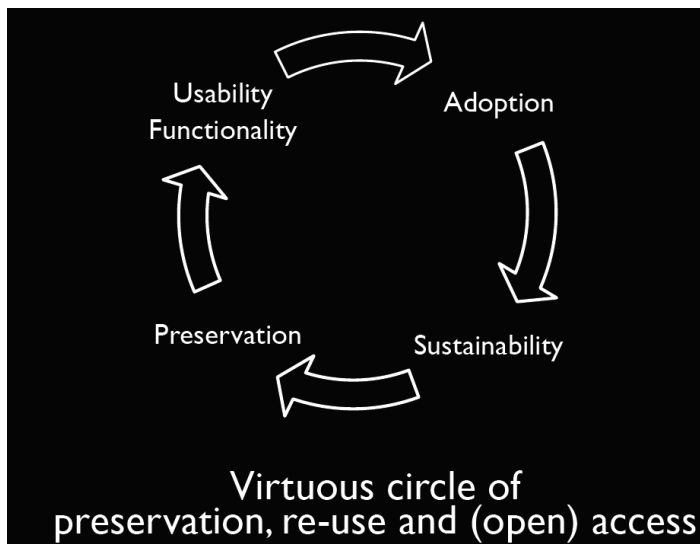 Usability
Functionality
Adoption
Sustainability
Preservation
Virtuous circle of
preservation, re-use and (open) access